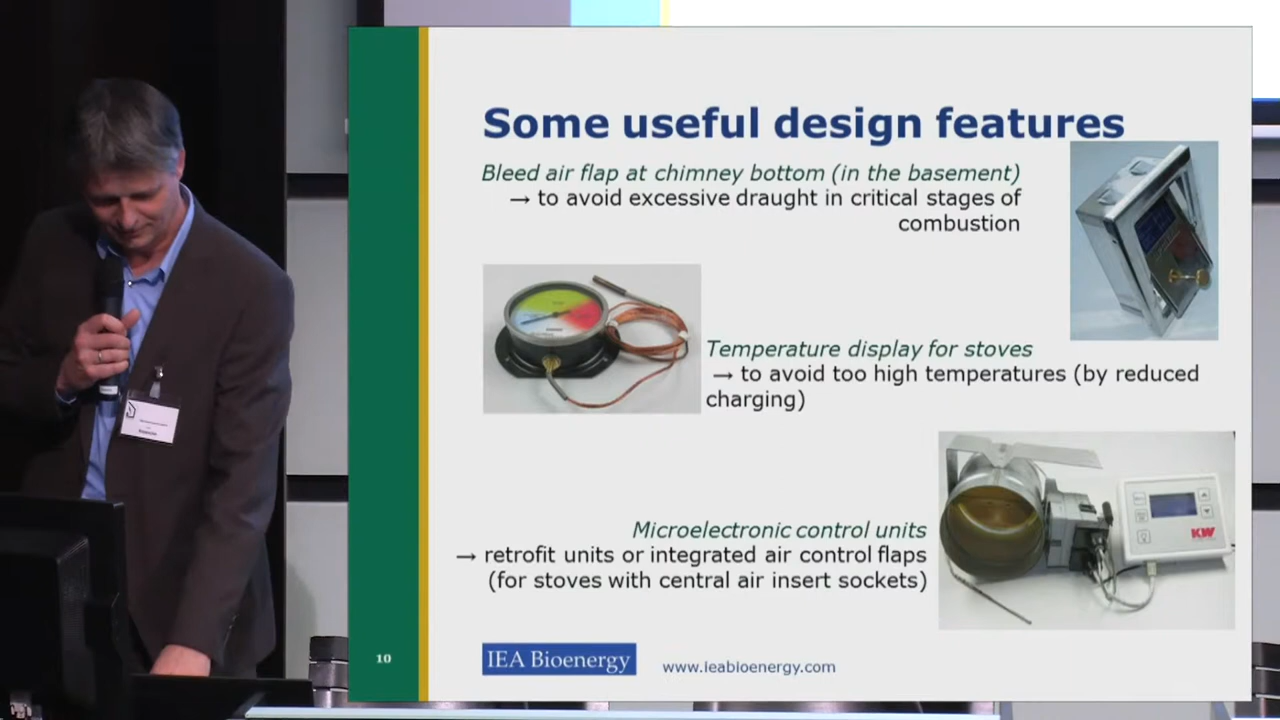 Some useful design features
Bleed air flap at chimney bottom (in the basement)
→ to avoid excessive draught in critical stages of
combustion
Temperature display for stoves
→ to avoid too high temperatures (by reduced
charging)
Microelectronic control units
→ retrofit units or integrated air control flaps
(for stoves with central air insert sockets)
KW
10
IEA Bioenergy
www.ieabioenergy.com